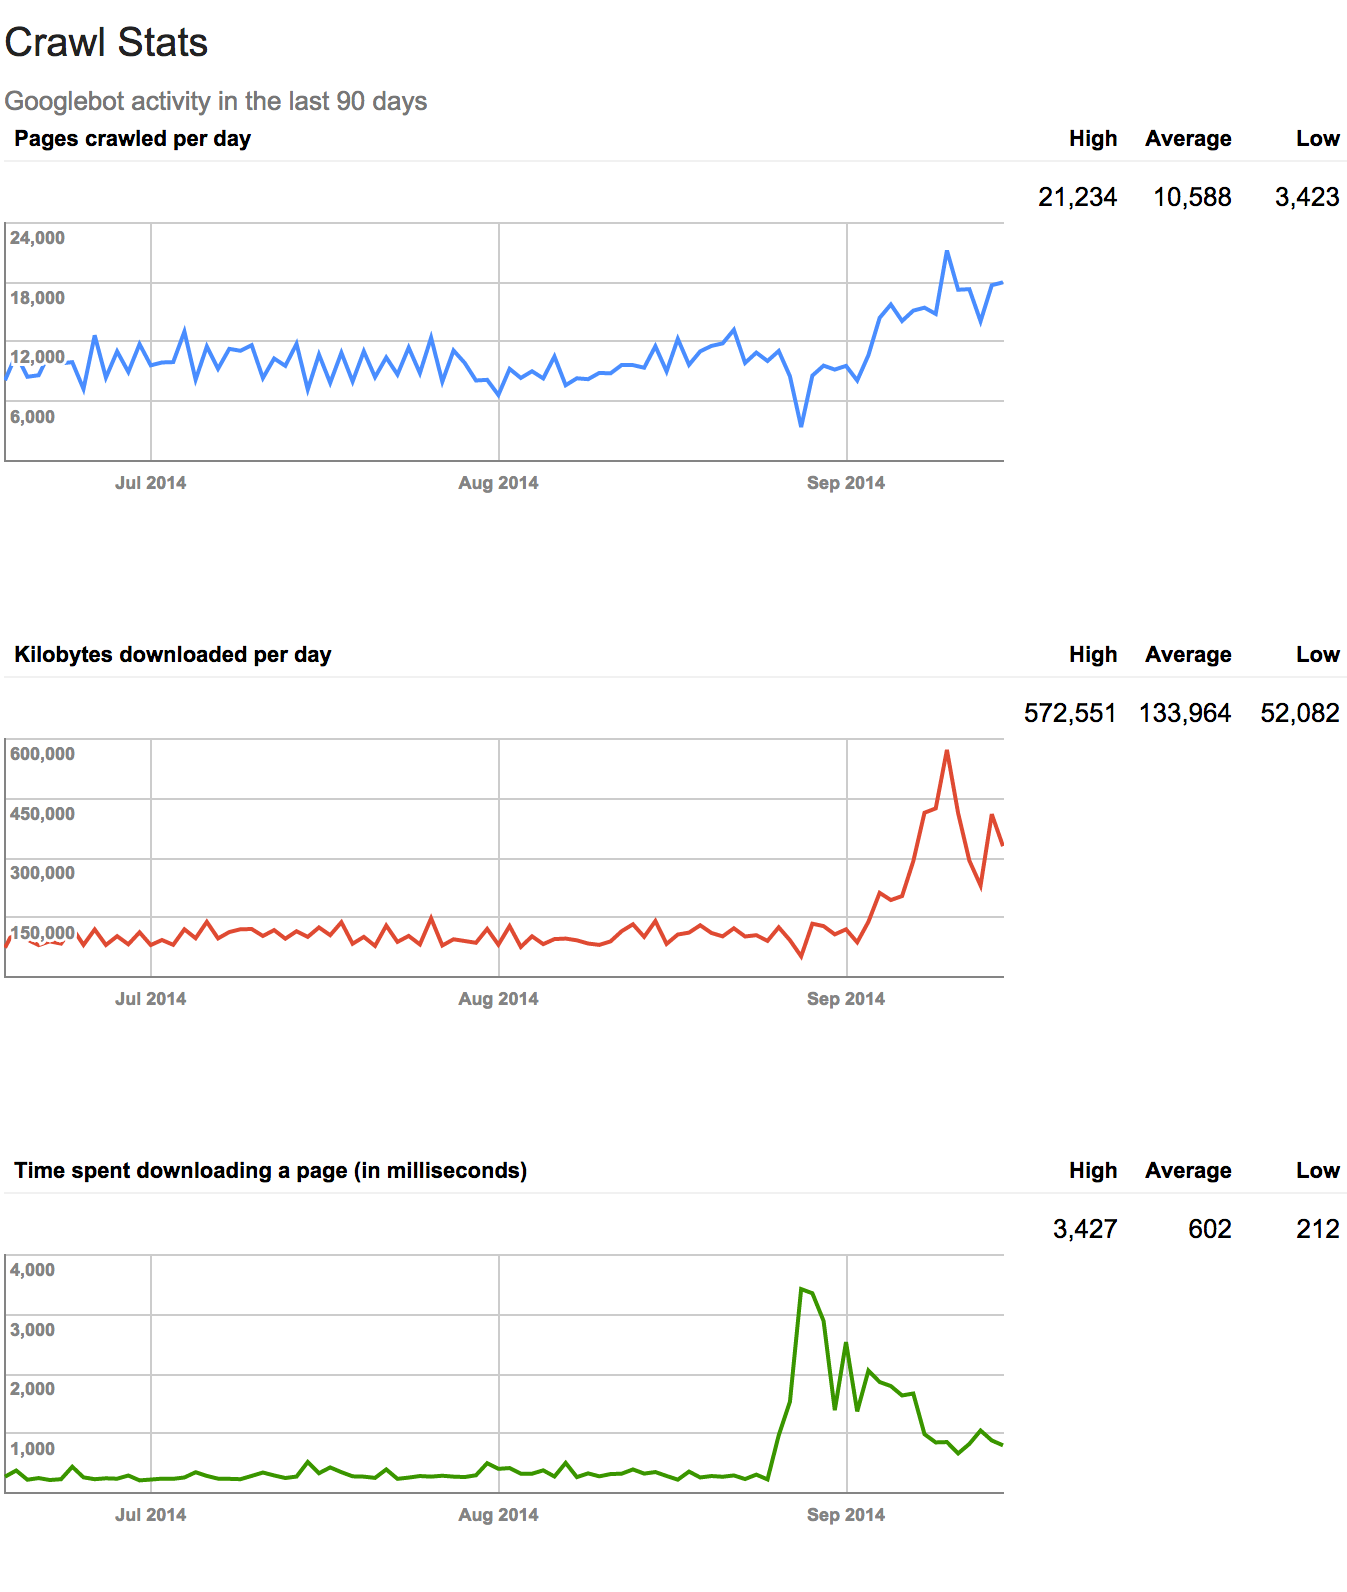 Crawl Stats
Googlebot activity in the last 90 days
Pages crawled per day High Average Low
21,234 10,588 3,423
24,000
18,000
12,000
6,000
Jul 2014 Aug 2014 Sep 2014
Kilobytes downloaded per day High Average Low
572,551 133,964 52,082
600,000
450,000
300,000
150,000
Jul 2014 Aug 2014 Sep 2014
Time spent downloading a page (in milliseconds) High Average Low
3,427 602 212
4,000
3,000
2,000
1,000
Jul 2014 Aug 2014 Sep 2014